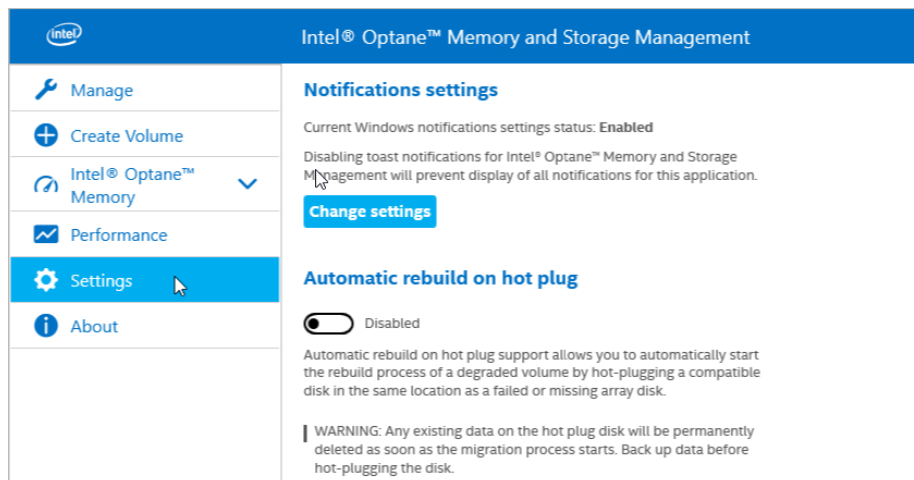 intel
Intel® Optane™ Memory and Storage Management
Manage
Create Volume
Intel® Optane™
Memory
Performance
Settings
About
Notifications settings
Current Windows notifications settings status: Enabled
Disabling toast notifications for Intel® Optane™ Memory and Storage
Management will prevent display of all notifications for this application.
Change settings
Automatic rebuild on hot plug
Disabled
Automatic rebuild on hot plug support allows you to automatically start
the rebuild process of a degraded volume by hot-plugging a compatible
disk in the same location as a failed or missing array disk.
WARNING: Any existing data on the hot plug disk will be permanently
deleted as soon as the migration process starts. Back up data before
hot-plugging the disk.